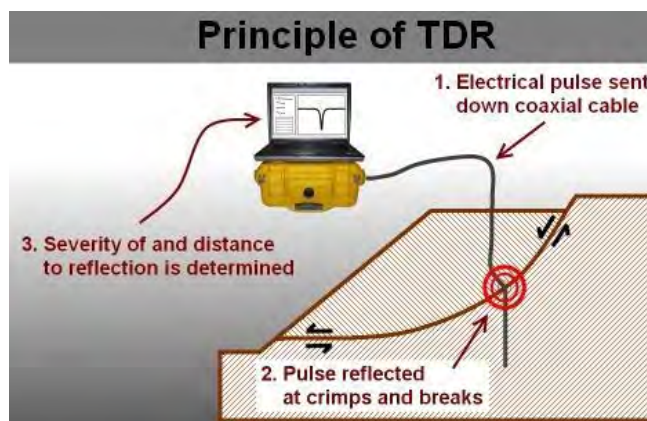 Principle of TDR
1. Electrical pulse sent
down coaxial cable
3. Severity of and distance
to reflection is determined
2. Pulse reflected
at crimps and breaks